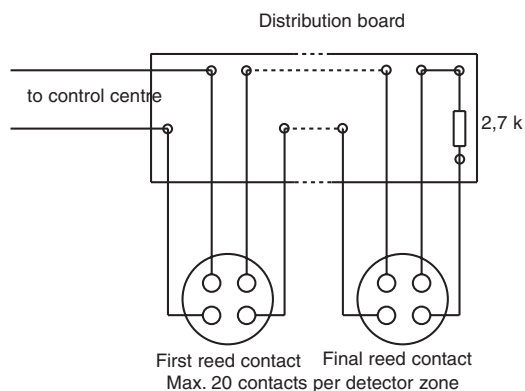 Distribution board
to control centre
2,7 k
First reed contact Final reed contact
Max. 20 contacts per detector zone